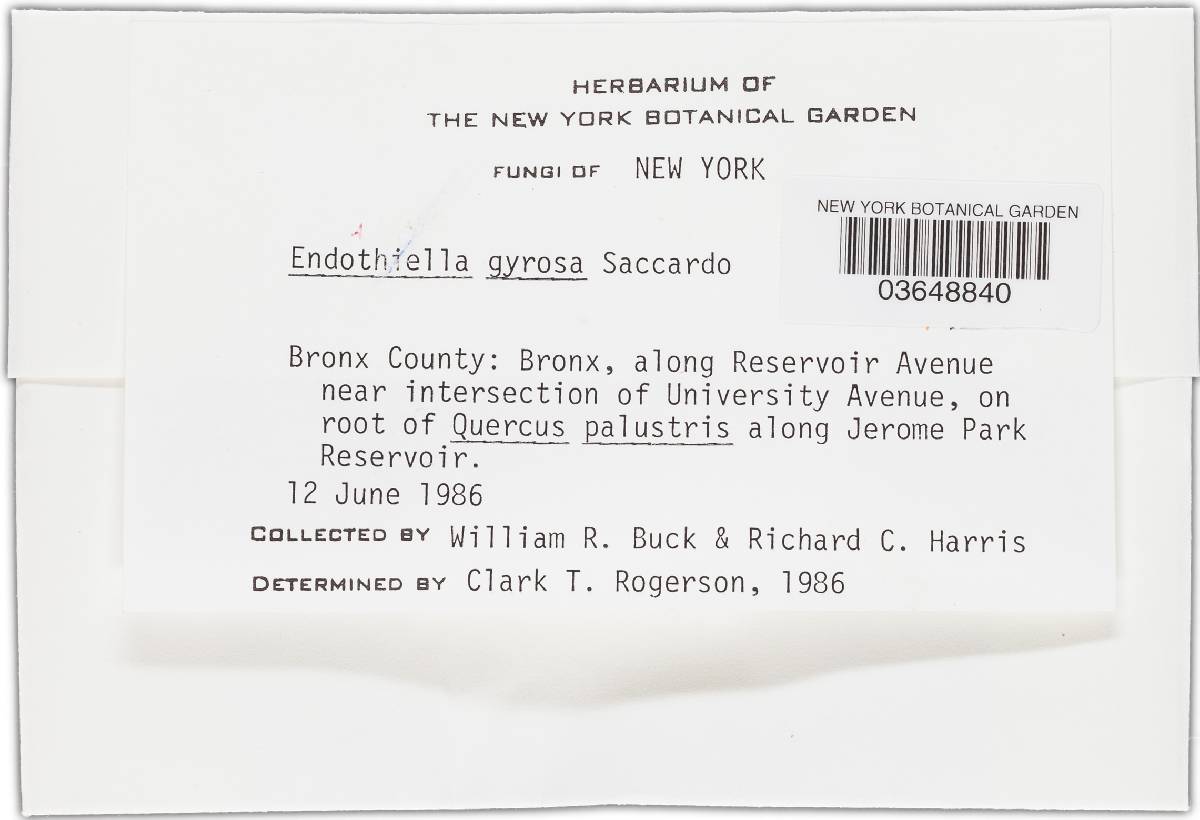 HERBARIUM OF
THE NEW YORK BOTANICAL GARDEN
FUNGI OF NEW YORK
NEW YORK BOTANICAL GARDEN
03648840
Endothiella gyrosa Saccardo
Bronx County: Bronx, along Reservoir Avenue
near intersection of University Avenue, on
root of Quercus palustris along Jerome Park
Reservoir.
12 June 1986
COLLECTED BY William R. Buck & Richard C. Harris
DETERMINED BY Clark T. Rogerson, 1986